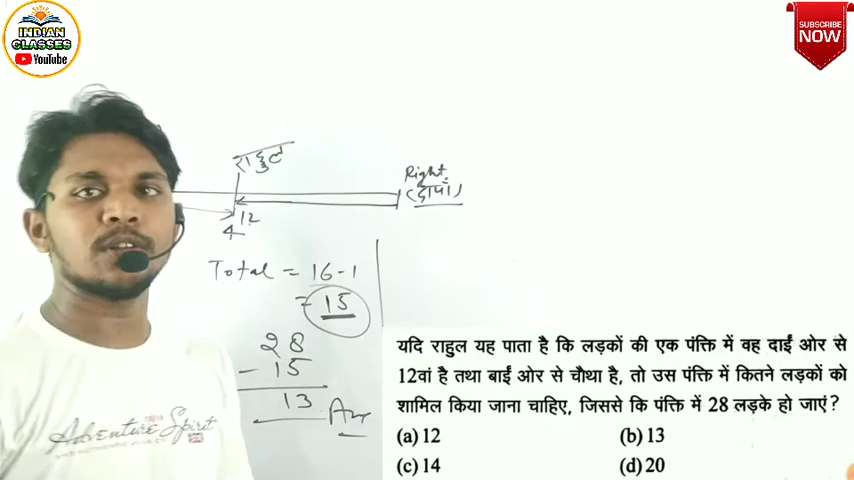 INDIAN
CLASSES
YouTube
SUBSCRIBE
NOW
राहुल
Right
(दायां)
12
4
Total = 16-1
= 15
28
- 15
13 Ans
Adventure Spirit
यदि राहुल यह पाता है कि लड़कों की एक पंक्ति में वह दाईं ओर से
12वां है तथा बाईं ओर से चौथा है, तो उस पंक्ति में कितने लड़कों को
शामिल किया जाना चाहिए, जिससे कि पंक्ति में 28 लड़के हो जाएं?
(a) 12 (b) 13
(c) 14 (d) 20